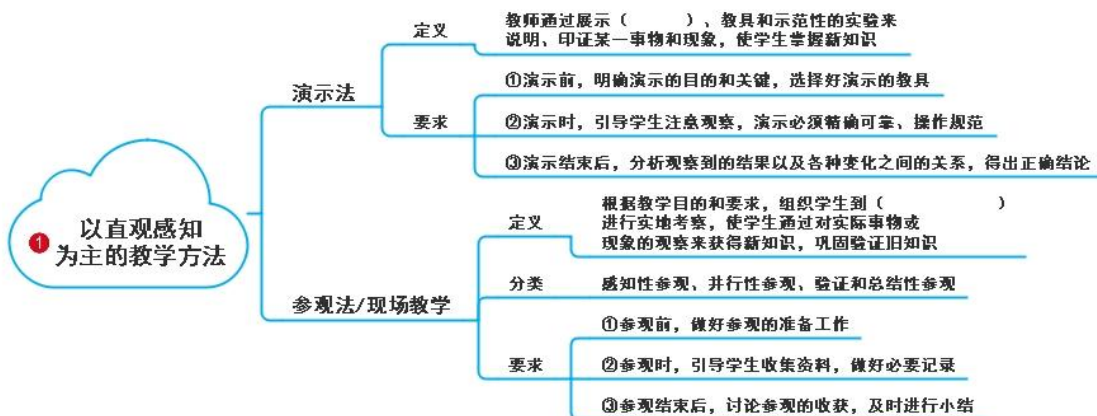 1
以直观感知
为主的教学方法
演示法
定义
教师通过展示（　　　）、教具和示范性的实验来
说明、印证某一事物和现象，使学生掌握新知识
要求
①演示前，明确演示的目的和关键，选择好演示的教具
②演示时，引导学生注意观察，演示必须精确可靠、操作规范
③演示结束后，分析观察到的结果以及各种变化之间的关系，得出正确结论
参观法/现场教学
定义
根据教学目的和要求，组织学生到（　　　　　）
进行实地考察，使学生通过对实际事物或
现象的观察来获得新知识，巩固验证旧知识
分类
感知性参观、并行性参观、验证和总结性参观
要求
①参观前，做好参观的准备工作
②参观时，引导学生收集资料，做好必要记录
③参观结束后，讨论参观的收获，及时进行小结